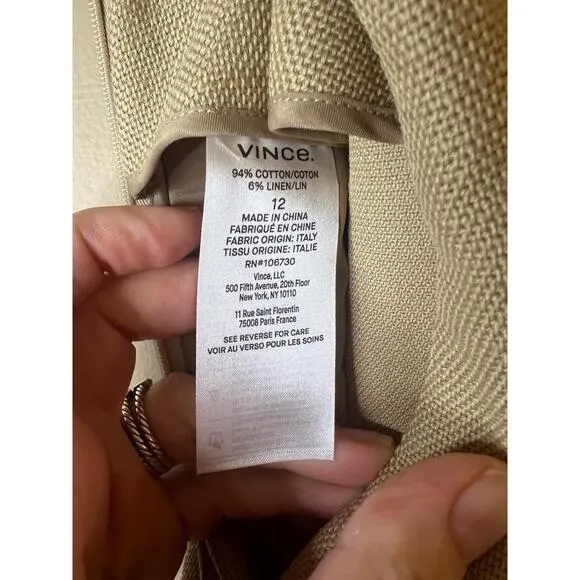 VINCE.
94% COTTON/COTON
6% LINEN/LIN
12
MADE IN CHINA
FABRIQUÉ EN CHINE
FABRIC ORIGIN: ITALY
TISSU ORIGINE: ITALIE
RN#106730
Vince, LLC
500 Fifth Avenue, 20th Floor
New York, NY 10110
11 Rue Saint Florentin
75008 Paris France
SEE REVERSE FOR CARE
VOIR AU VERSO POUR LES SOINS